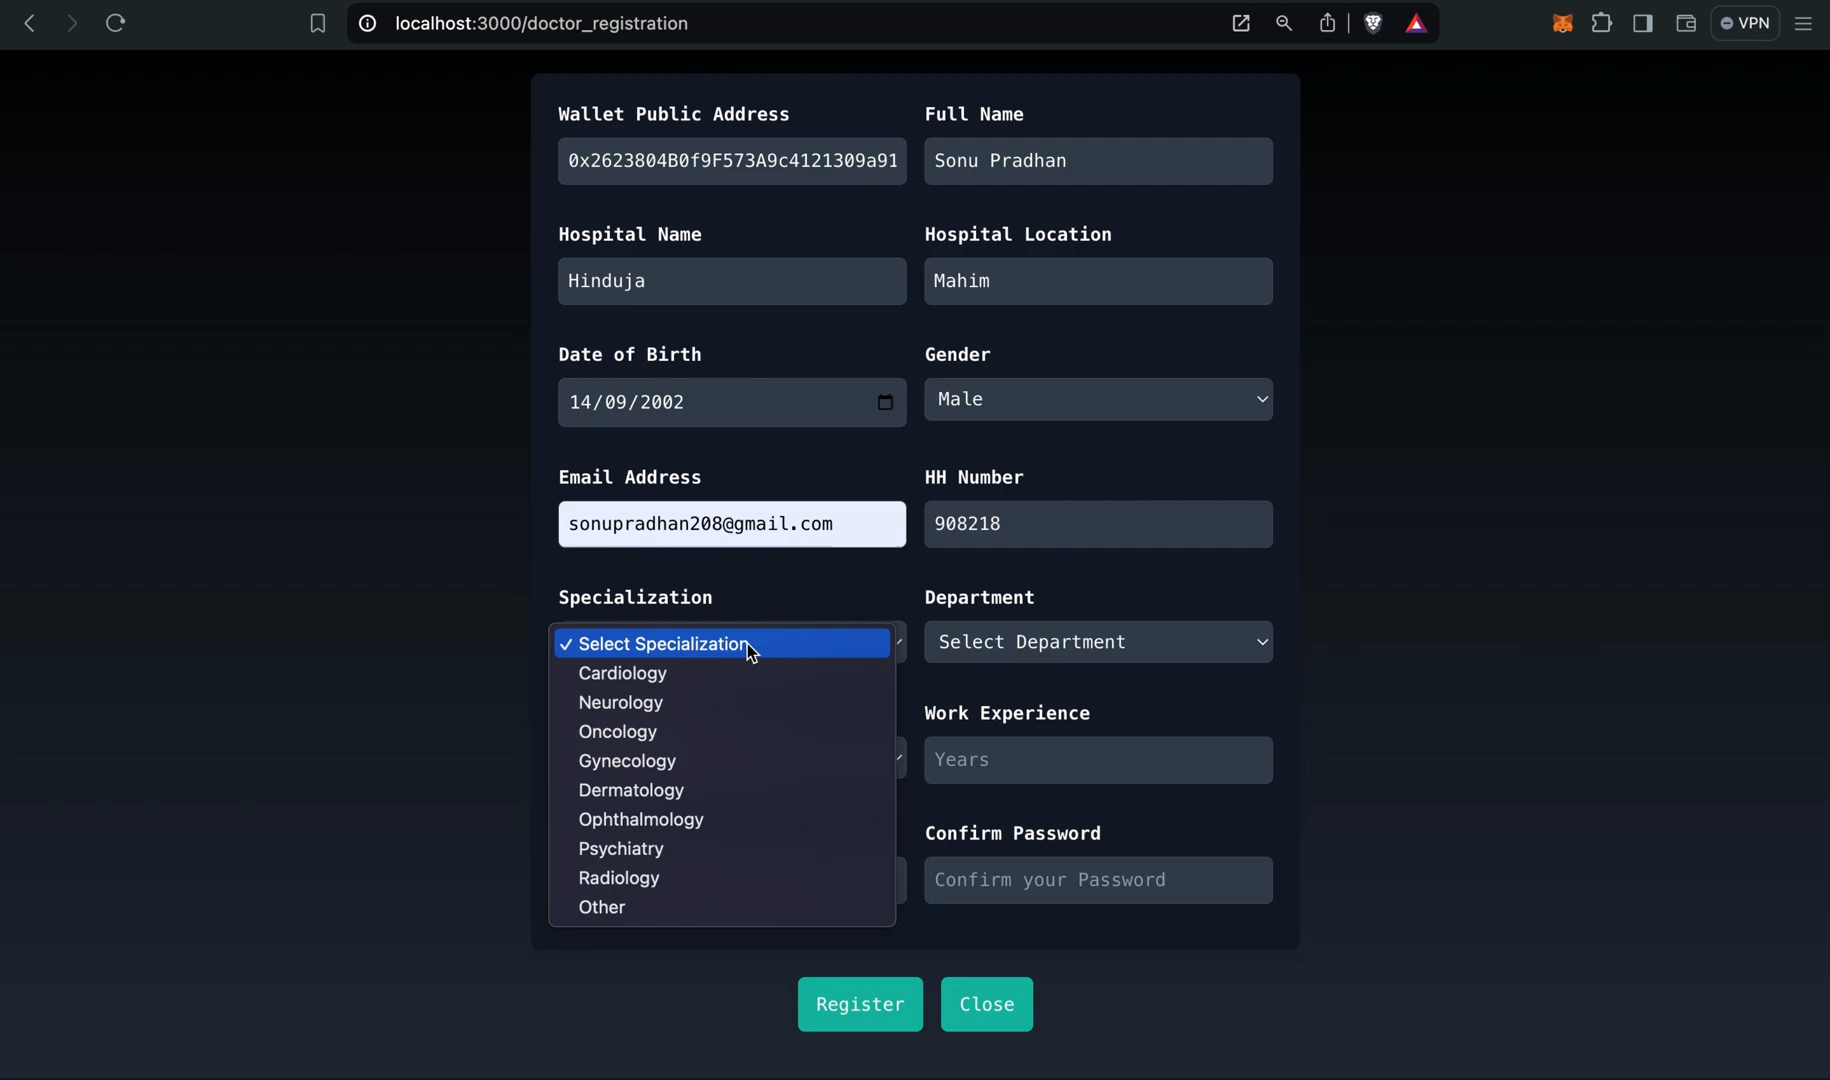 localhost:3000/doctor_registration
VPN
Wallet Public Address
Full Name
0x2623804B0f9F573A9c4121309a91
Sonu Pradhan
Hospital Name
Hospital Location
Hinduja
Mahim
Date of Birth
Gender
14/09/2002
Male
Email Address
HH Number
sonupradhan208@gmail.com
908218
Specialization
Department
✓ Select Specialization
Select Department
Cardiology
Neurology
Oncology
Gynecology
Dermatology
Ophthalmology
Psychiatry
Radiology
Other
Work Experience
Years
Confirm Password
Confirm your Password
Register
Close